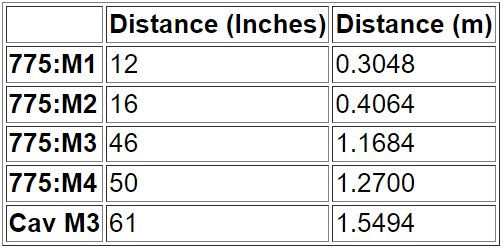 Distance (Inches) Distance (m)
775:M1 12 0.3048
775:M2 16 0.4064
775:M3 46 1.1684
775:M4 50 1.2700
Cav M3 61 1.5494